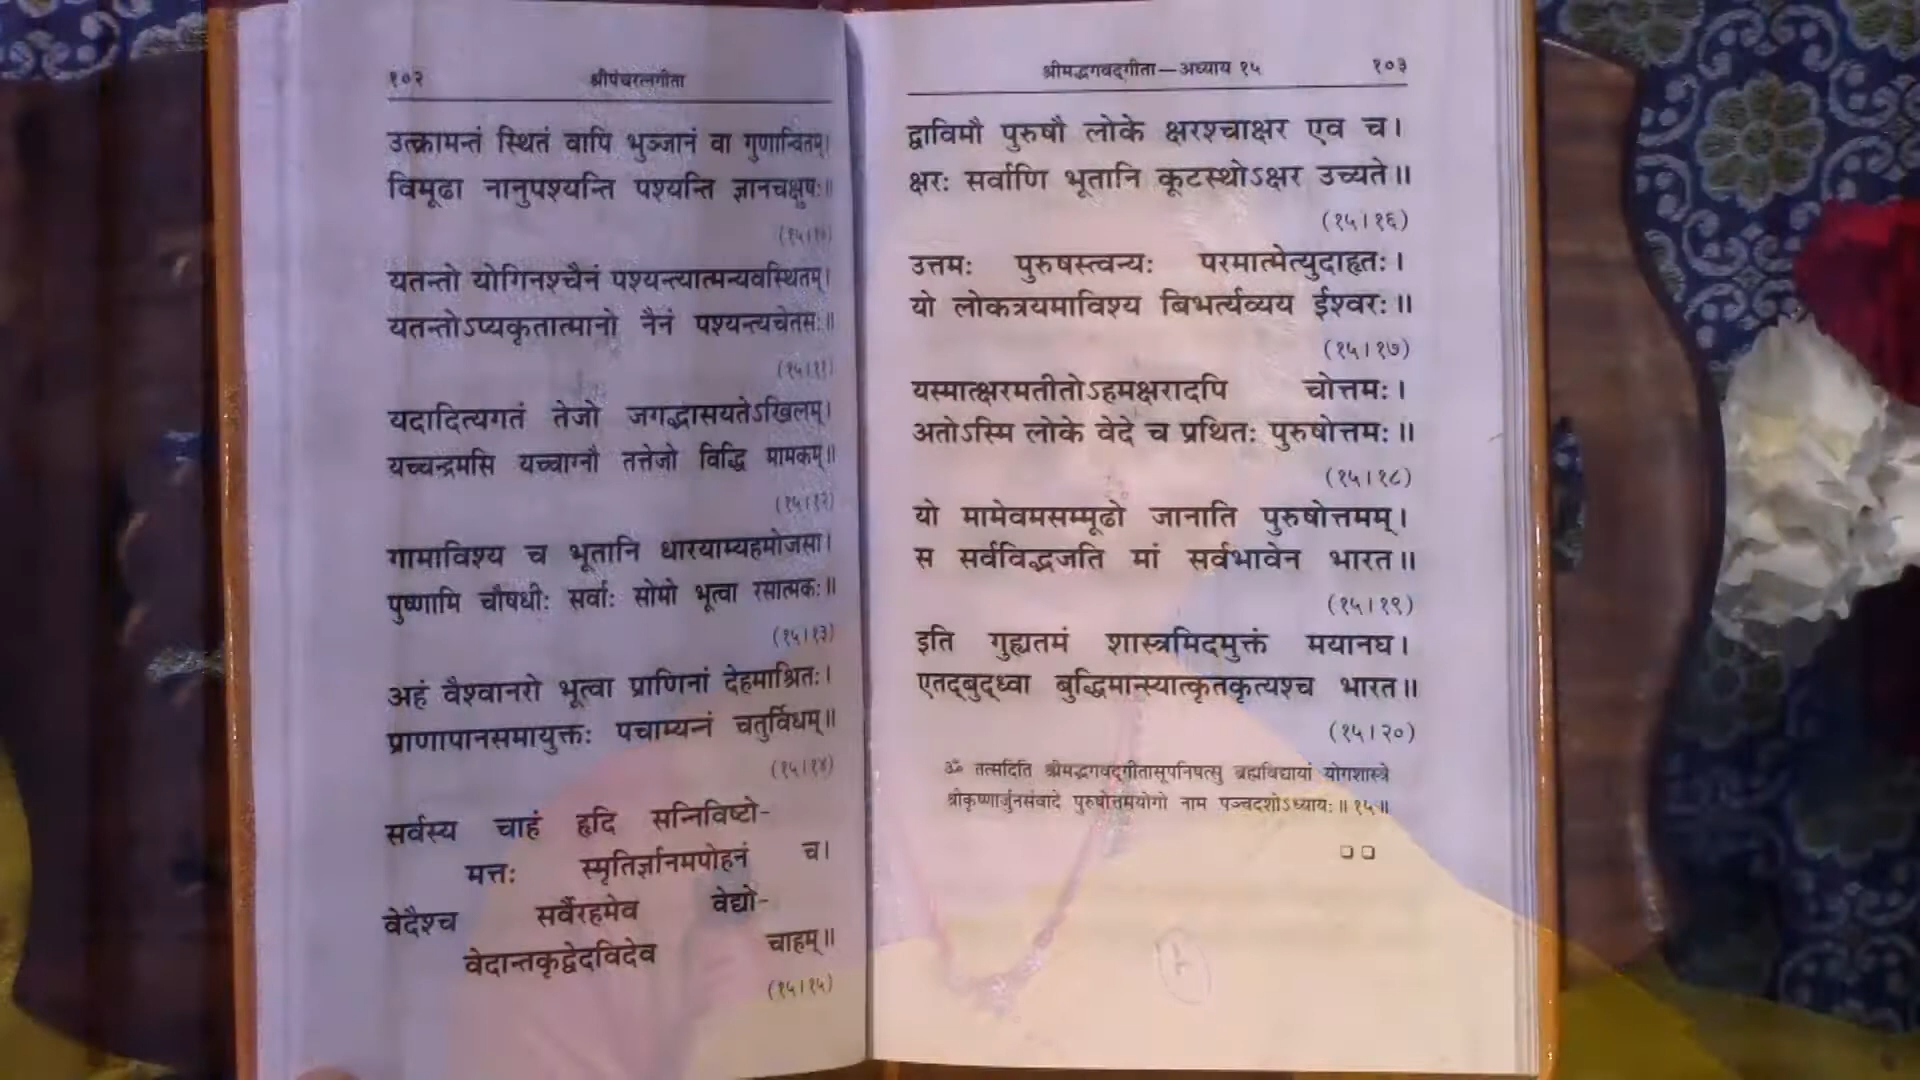 १०२ श्रीपंचरत्नगीता
उत्क्रामन्तं स्थितं वापि भुञ्जानं वा गुणान्वितम्।
विमूढा नानुपश्यन्ति पश्यन्ति ज्ञानचक्षुषः॥
(१५।१०)
यतन्तो योगिनश्चैनं पश्यन्त्यात्मन्यवस्थितम्।
यतन्तोऽप्यकृतात्मानो नैनं पश्यन्त्यचेतसः॥
(१५।११)
यदादित्यगतं तेजो जगद्भासयतेऽखिलम्।
यच्चन्द्रमसि यच्चाग्नौ तत्तेजो विद्धि मामकम्॥
(१५।१२)
गामाविश्य च भूतानि धारयाम्यहमोजसा।
पुष्णामि चौषधीः सर्वाः सोमो भूत्वा रसात्मकः॥
(१५।१३)
अहं वैश्वानरो भूत्वा प्राणिनां देहमाश्रितः।
प्राणापानसमायुक्तः पचाम्यन्नं चतुर्विधम्॥
(१५।१४)
सर्वस्य चाहं हृदि सन्निविष्टो-
मत्तः स्मृतिर्ज्ञानमपोहनं च।
वेदैश्च सर्वैरहमेव वेद्यो-
वेदान्तकृद्वेदविदेव चाहम्॥
(१५।१५)
श्रीमद्भगवद्गीता—अध्याय १५ १०३
द्वाविमौ पुरुषौ लोके क्षरश्चाक्षर एव च।
क्षरः सर्वाणि भूतानि कूटस्थोऽक्षर उच्यते॥
(१५।१६)
उत्तमः पुरुषस्त्वन्यः परमात्मेत्युदाहृतः।
यो लोकत्रयमाविश्य बिभर्त्यव्यय ईश्वरः॥
(१५।१७)
यस्मात्क्षरमतीतोऽहमक्षरादपि चोत्तमः।
अतोऽस्मि लोके वेदे च प्रथितः पुरुषोत्तमः॥
(१५।१८)
यो मामेवमसम्मूढो जानाति पुरुषोत्तमम्।
स सर्वविद्भजति मां सर्वभावेन भारत॥
(१५।१९)
इति गुह्यतमं शास्त्रमिदमुक्तं मयानघ।
एतद्बुद्ध्वा बुद्धिमान्स्यात्कृतकृत्यश्च भारत॥
(१५।२०)
ॐ तत्सदिति श्रीमद्भगवद्गीतासूपनिषत्सु ब्रह्मविद्यायां योगशास्त्रे
श्रीकृष्णार्जुनसंवादे पुरुषोत्तमयोगो नाम पञ्चदशोऽध्यायः॥१५॥